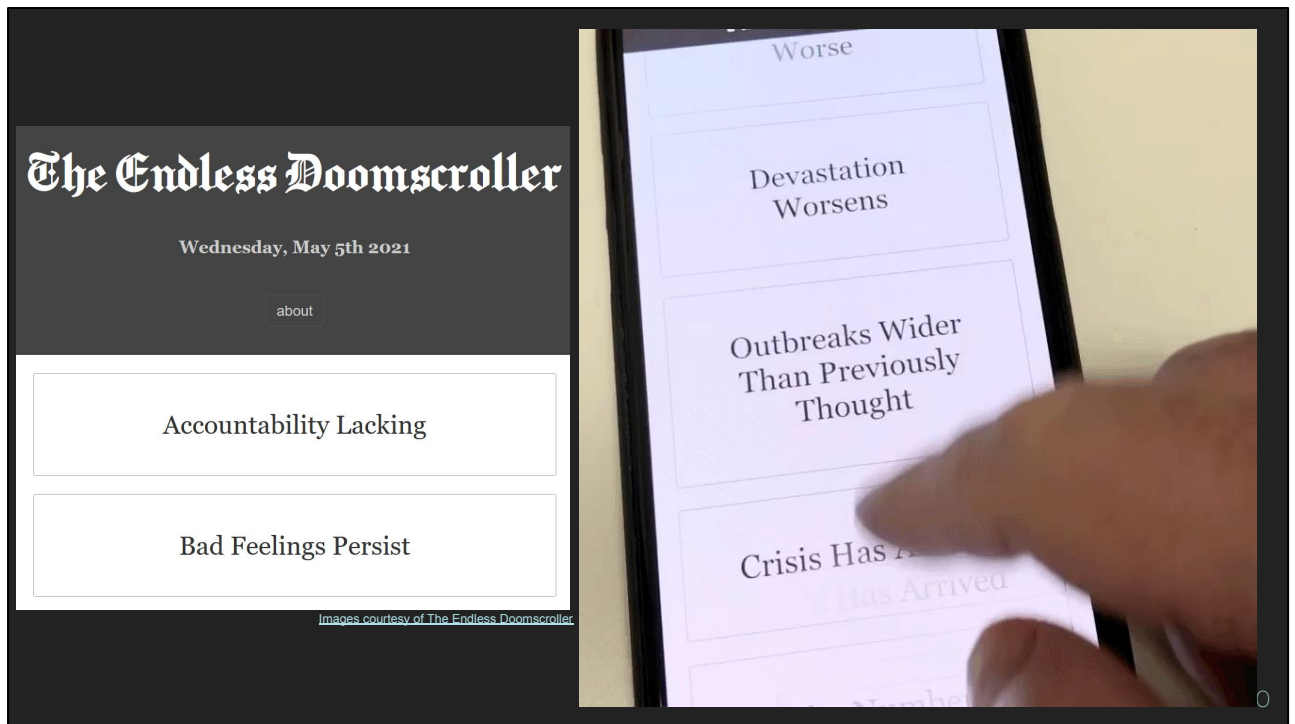 The Endless Doomscroller
Wednesday, May 5th 2021
about
Accountability Lacking
Bad Feelings Persist
Images courtesy of The Endless Doomscroller
Worse
Devastation
Worsens
Outbreaks Wider
Than Previously
Thought
Crisis Has
Has Arrived